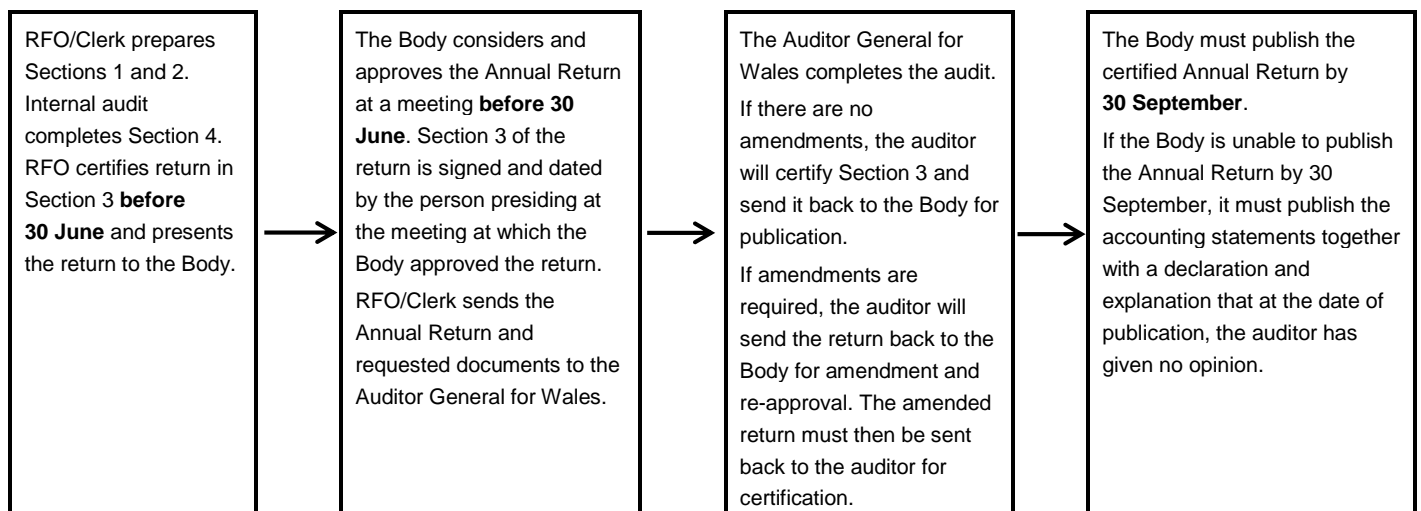 RFO/Clerk prepares
Sections 1 and 2.
Internal audit
completes Section 4.
RFO certifies return in
Section 3 before
30 June and presents
the return to the Body.
The Body considers and
approves the Annual Return
at a meeting before 30
June. Section 3 of the
return is signed and dated
by the person presiding at
the meeting at which the
Body approved the return.
RFO/Clerk sends the
Annual Return and
requested documents to the
Auditor General for Wales.
The Auditor General for
Wales completes the audit.
If there are no
amendments, the auditor
will certify Section 3 and
send it back to the Body for
publication.
If amendments are
required, the auditor will
send the return back to the
Body for amendment and
re-approval. The amended
return must then be sent
back to the auditor for
certification.
The Body must publish the
certified Annual Return by
30 September.
If the Body is unable to publish
the Annual Return by 30
September, it must publish the
accounting statements together
with a declaration and
explanation that at the date of
publication, the auditor has
given no opinion.